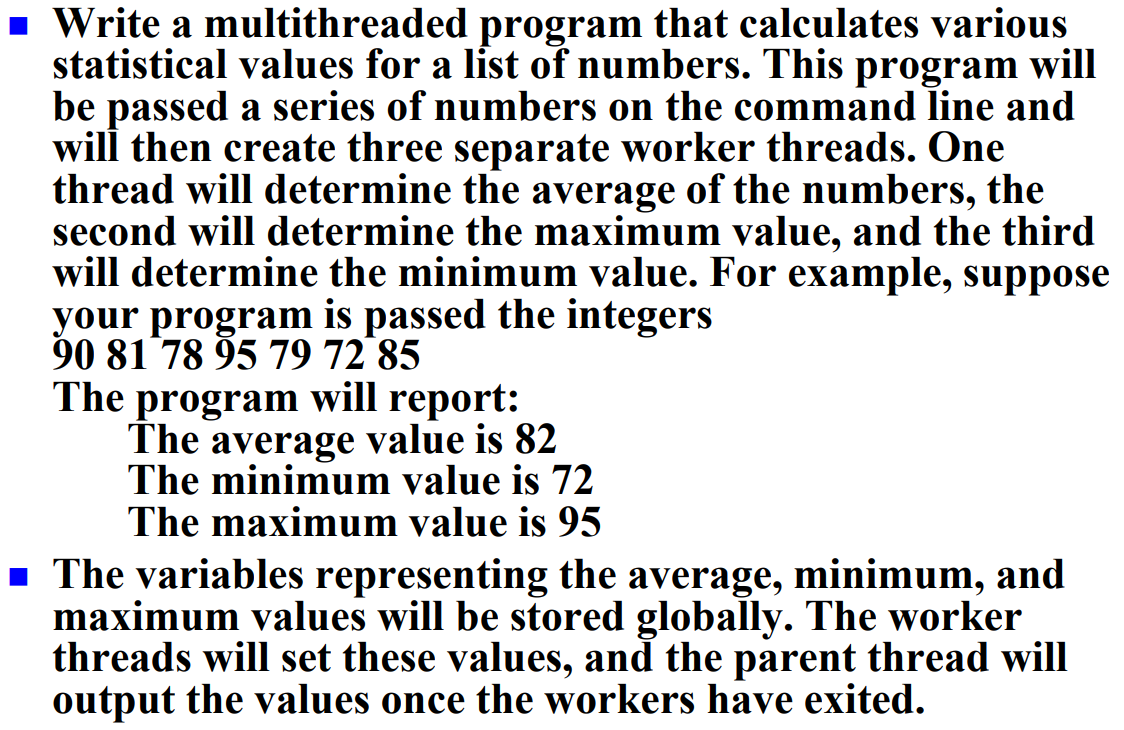 Write a multithreaded program that calculates various
statistical values for a list of numbers. This program will
be passed a series of numbers on the command line and
will then create three separate worker threads. One
thread will determine the average of the numbers, the
second will determine the maximum value, and the third
will determine the minimum value. For example, suppose
your program is passed the integers
90 81 78 95 79 72 85
The program will report:
The average value is 82
The minimum value is 72
The maximum value is 95
The variables representing the average, minimum, and
maximum values will be stored globally. The worker
threads will set these values, and the parent thread will
output the values once the workers have exited.